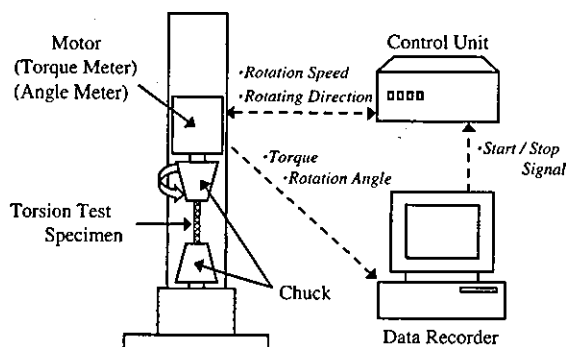 Motor
(Torque Meter)
(Angle Meter)
Control Unit
・Rotation Speed
・Rotating Direction
・Start / Stop
Signal
・Torque
・Rotation Angle
Torsion Test
Specimen
Chuck
Data Recorder